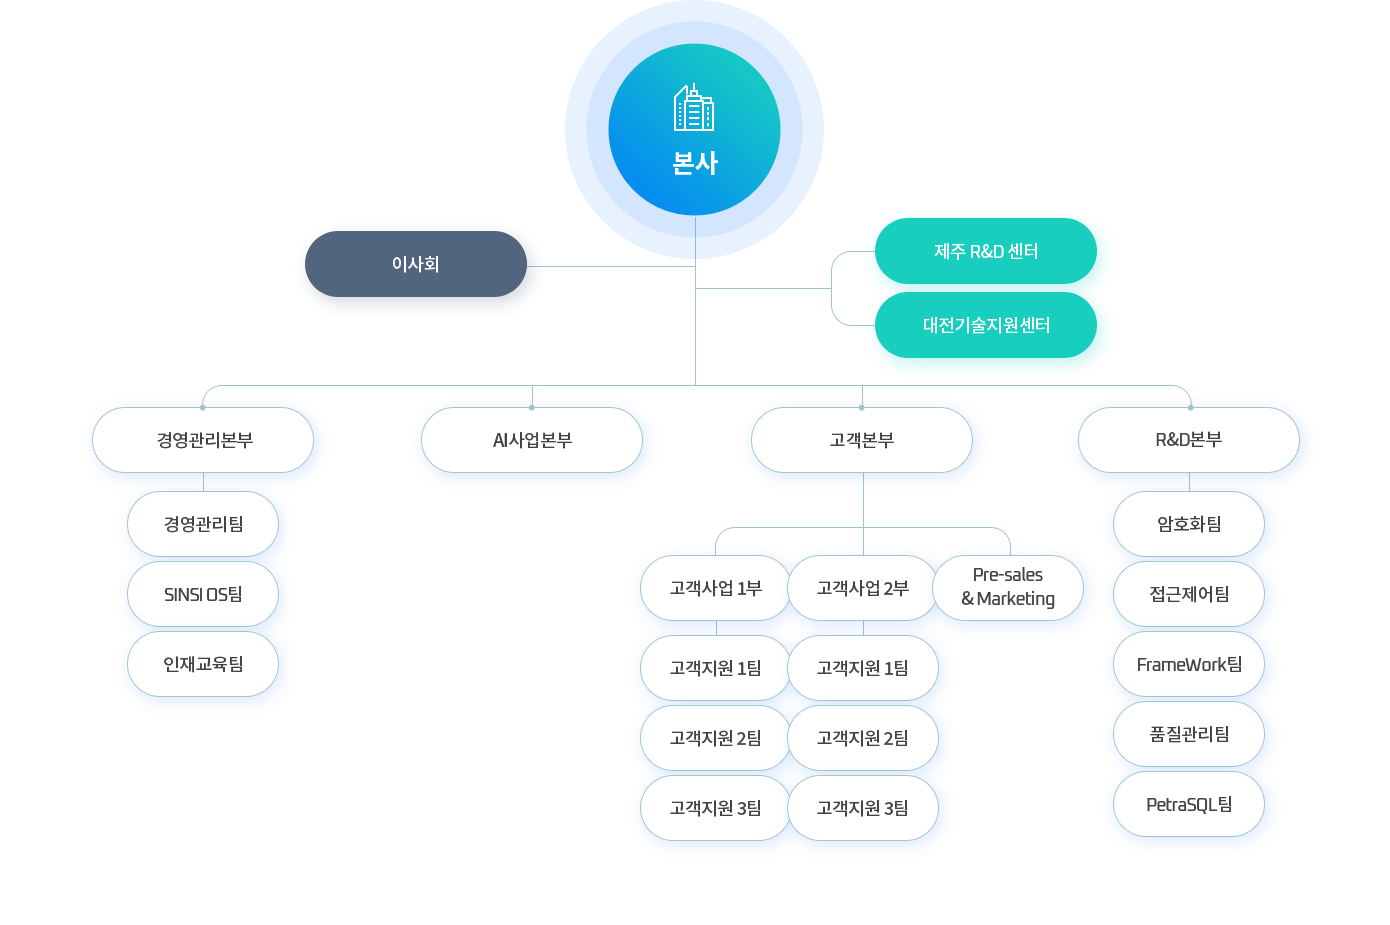 본사
이사회
제주 R&D 센터
대전기술지원센터
경영관리본부
AI사업본부
고객본부
R&D본부
경영관리팀
SINSI OS팀
인재교육팀
고객사업 1부
고객사업 2부
Pre-sales
& Marketing
고객지원 1팀
고객지원 1팀
고객지원 2팀
고객지원 2팀
고객지원 3팀
고객지원 3팀
암호화팀
접근제어팀
FrameWork팀
품질관리팀
PetraSQL팀